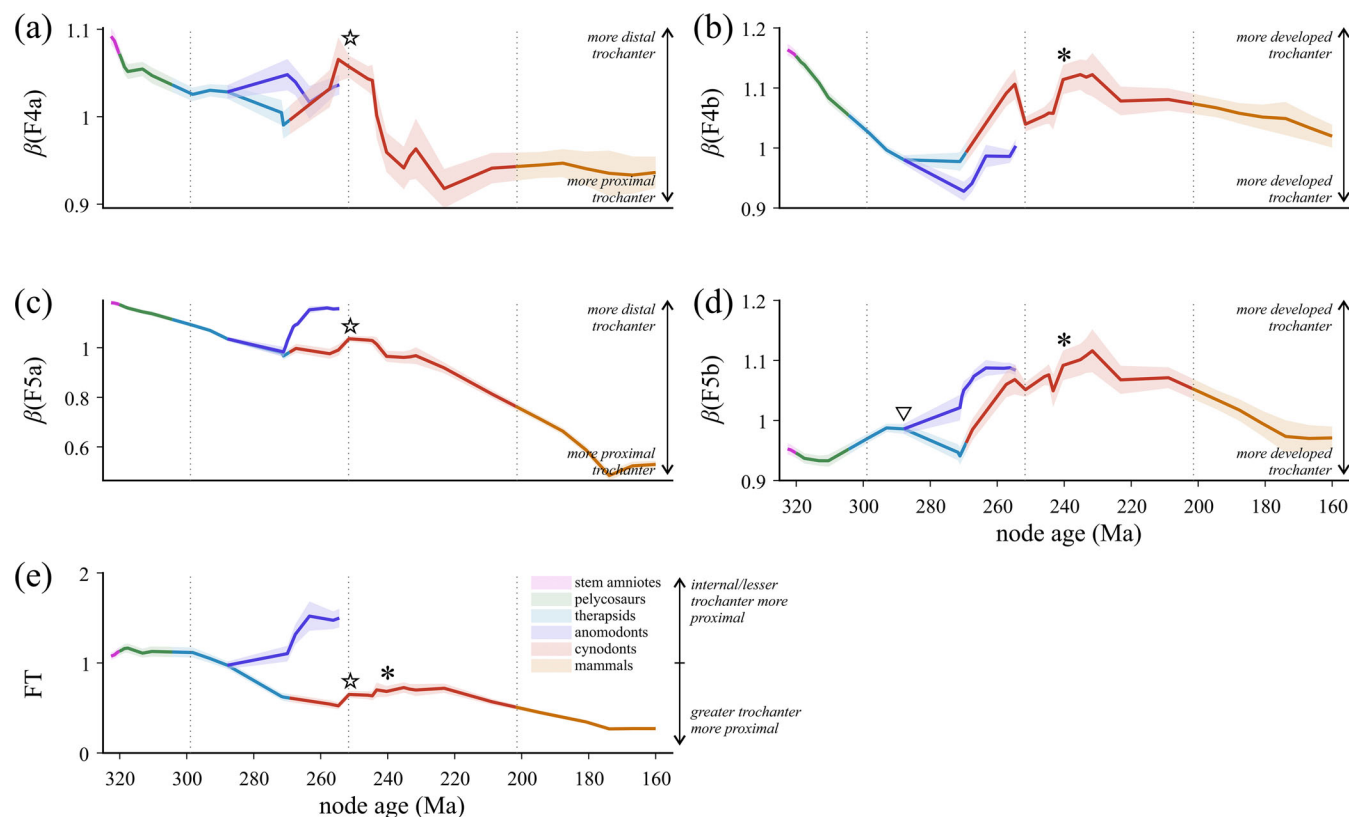 (a)
β(F4a)
1.1
1
0.9
more distal
trochanter
more proximal
trochanter
(b)
β(F4b)
1.2
1.1
1.0
0.9
more developed
trochanter
more developed
trochanter
(c)
β(F5a)
1
0.8
0.6
more distal
trochanter
more proximal
trochanter
(d)
β(F5b)
1.2
1.1
1
0.9
more developed
trochanter
more developed
trochanter
320 300 280 260 240 220 200 180 160
node age (Ma)
(e)
FT
2
1
0
stem amniotes
pelycosaurs
therapsids
anomodonts
cynodonts
mammals
internal/lesser
trochanter more
proximal
greater trochanter
more proximal
320 300 280 260 240 220 200 180 160
node age (Ma)